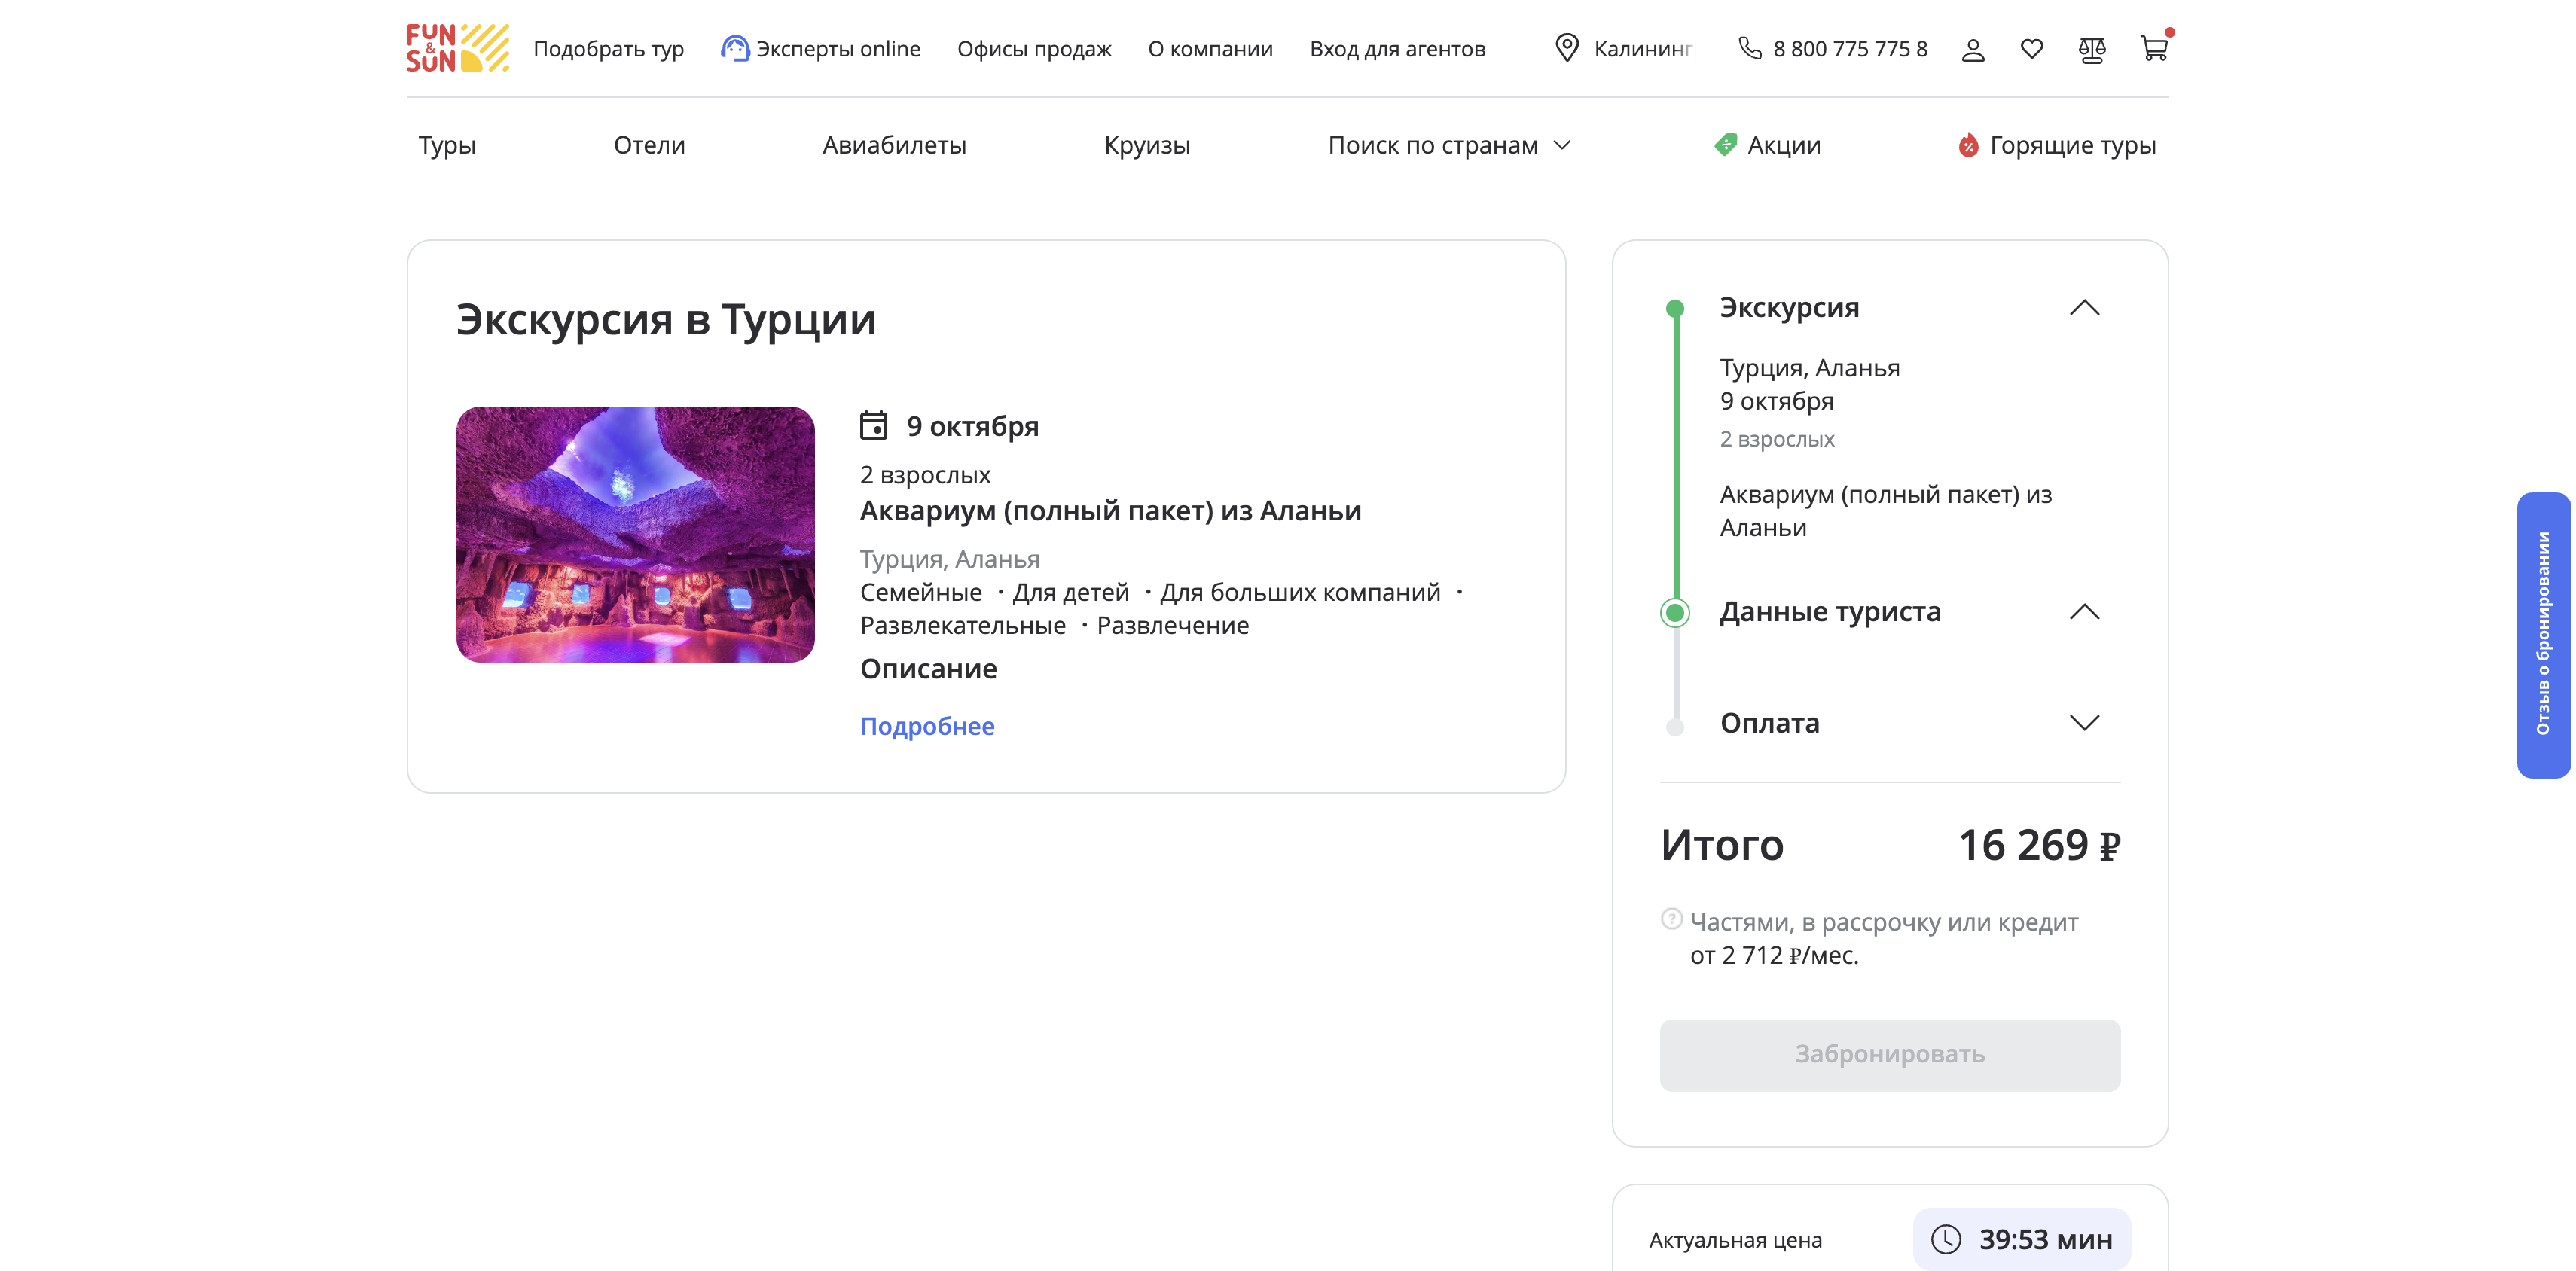 FUN
&
SUN
Подобрать тур
Эксперты online
Офисы продаж
О компании
Вход для агентов
Калининг
8 800 775 775 8
Туры
Отели
Авиабилеты
Круизы
Поиск по странам
Акции
Горящие туры
Экскурсия в Турции
9 октября
2 взрослых
Аквариум (полный пакет) из Аланьи
Турция, Аланья
Семейные · Для детей · Для больших компаний ·
Развлекательные · Развлечение
Описание
Подробнее
Экскурсия
Турция, Аланья
9 октября
2 взрослых
Аквариум (полный пакет) из
Аланьи
Данные туриста
Оплата
Итого 16 269 ₽
Частями, в рассрочку или кредит
от 2 712 ₽/мес.
Забронировать
Актуальная цена
39:53 мин
Отзыв о бронировании